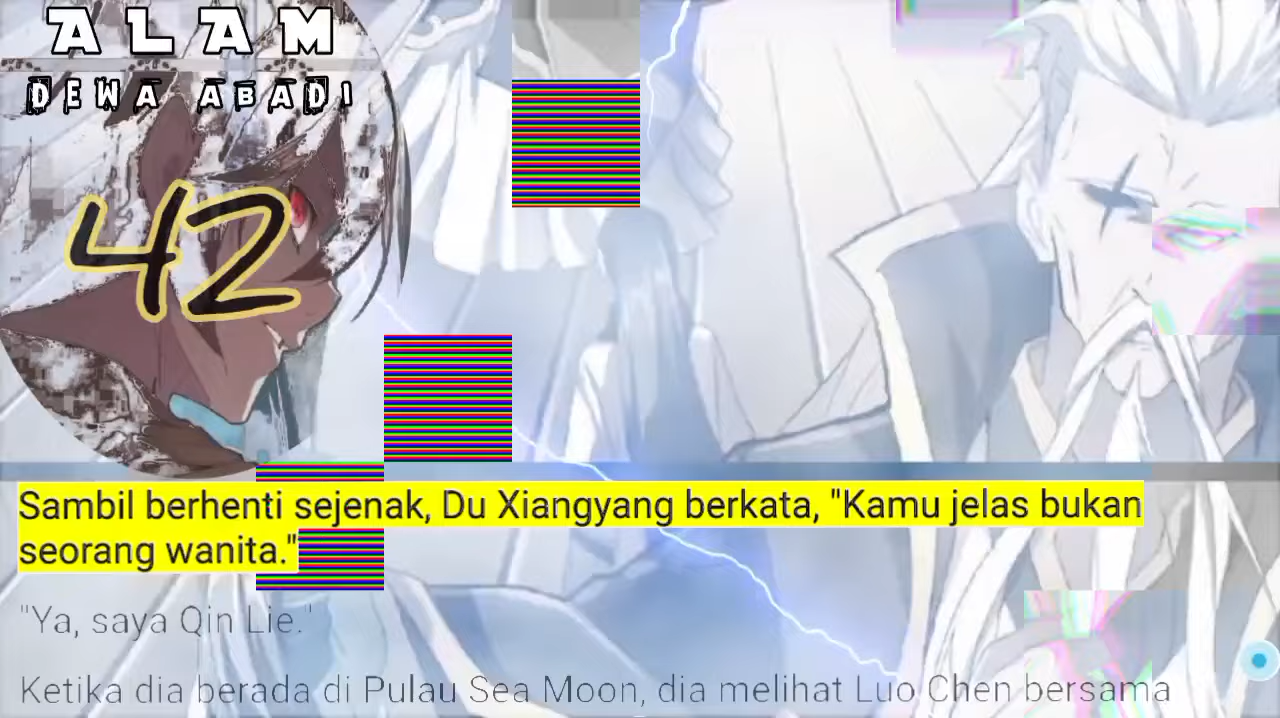 ALAM
DEWA ABADI
42
Sambil berhenti sejenak, Du Xiangyang berkata, "Kamu jelas bukan
seorang wanita."
"Ya, saya Qin Lie."
Ketika dia berada di Pulau Sea Moon, dia melihat Luo Chen bersama